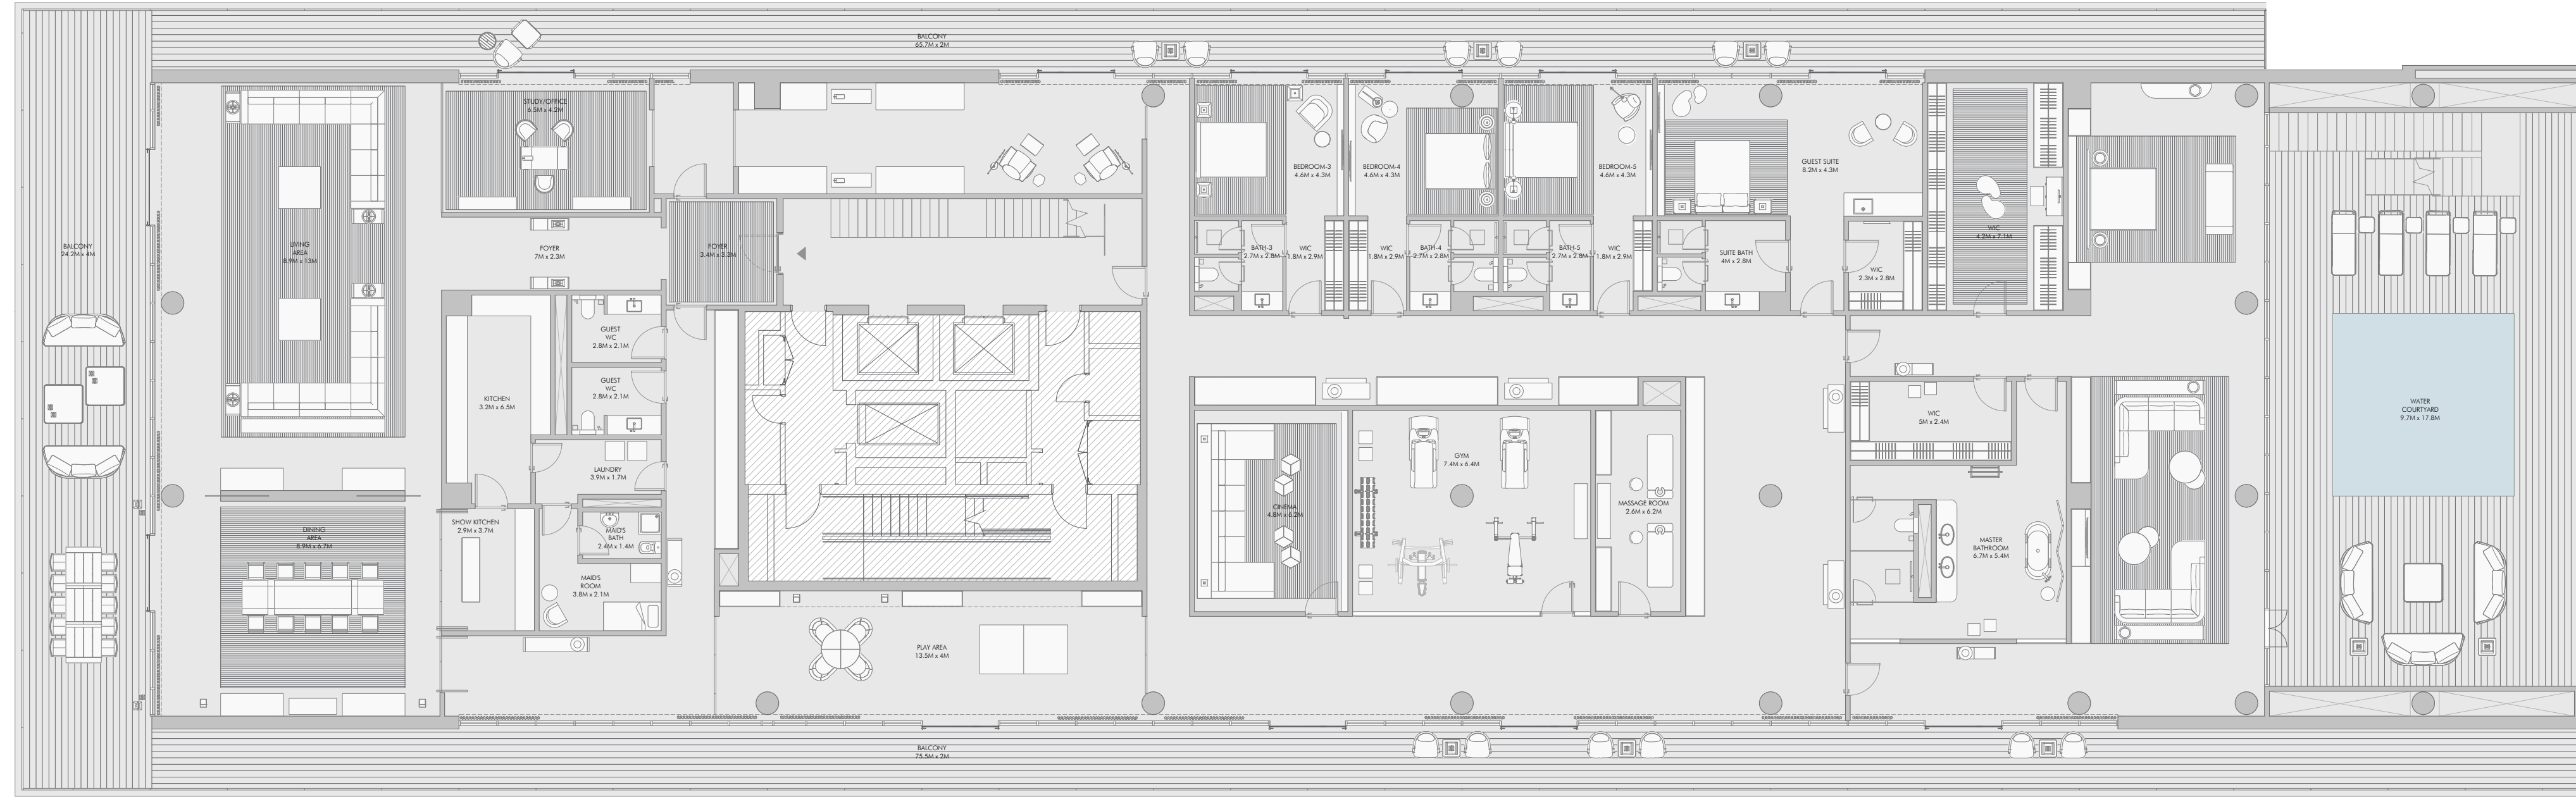 BALCONY
65.7M x 2M
STUDY/OFFICE
6.5M x 4.2M
BEDROOM-3
4.6M x 4.3M
BEDROOM-4
4.6M x 4.3M
BEDROOM-5
4.6M x 4.3M
GUEST SUITE
8.2M x 4.3M
WIC
4.2M x 7.1M
BALCONY
24.2M x 4M
LIVING
AREA
8.9M x 13M
FOYER
7M x 2.3M
FOYER
3.4M x 3.3M
BATH-3
2.7M x 2.8M
WIC
1.8M x 2.9M
WIC
1.8M x 2.9M
BATH-4
2.7M x 2.8M
BATH-5
2.7M x 2.8M
WIC
1.8M x 2.9M
SUITE BATH
4M x 2.8M
WIC
2.3M x 2.8M
GUEST
WC
2.8M x 2.1M
GUEST
WC
2.8M x 2.1M
KITCHEN
3.2M x 6.5M
WIC
5M x 2.4M
WATER
COURTYARD
9.7M x 17.8M
LAUNDRY
3.9M x 1.7M
GYM
7.4M x 6.4M
CINEMA
4.8M x 6.2M
MASSAGE ROOM
2.6M x 6.2M
SHOW KITCHEN
2.9M x 3.7M
MAID'S
BATH
2.4M x 1.4M
DINING
AREA
8.9M x 6.7M
MASTER
BATHROOM
6.7M x 5.4M
MAID'S
ROOM
3.8M x 2.1M
PLAY AREA
13.5M x 4M
BALCONY
75.5M x 2M